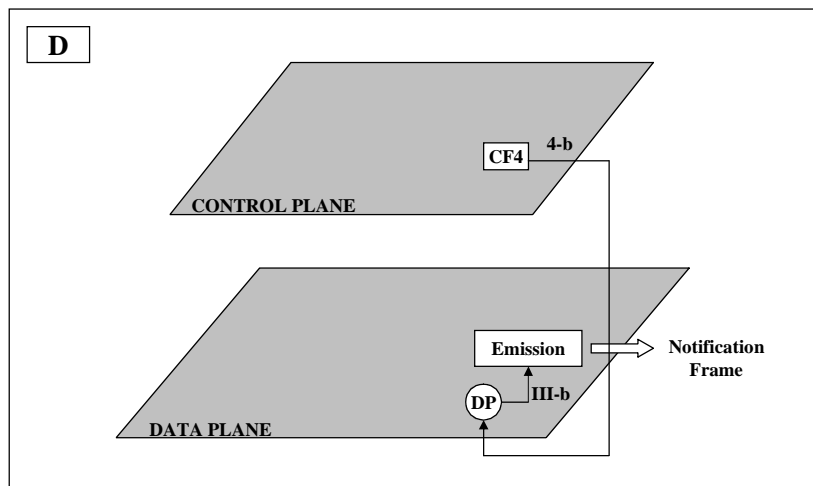 D
4-b
CF4
CONTROL PLANE
Emission
Notification
Frame
DP
III-b
DATA PLANE